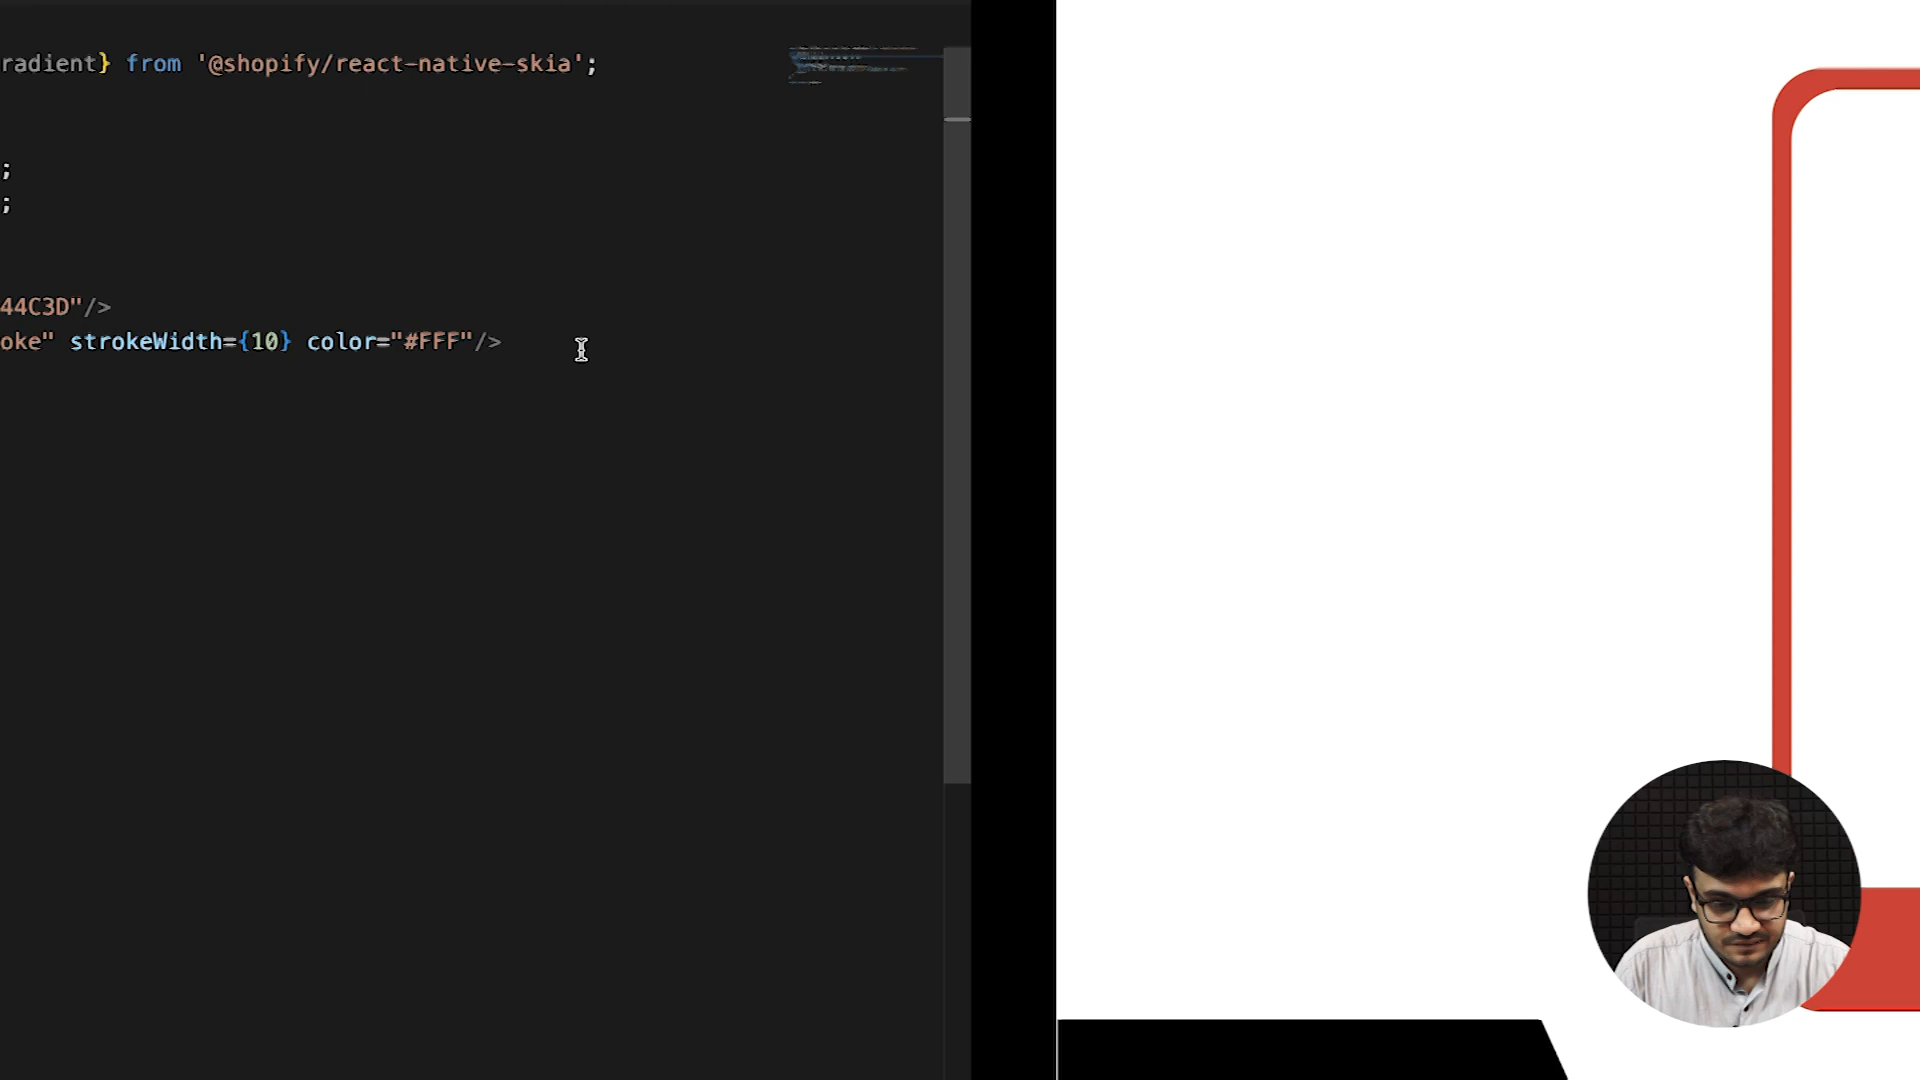 radient} from '@shopify/react-native-skia';
;
;
44C3D"/>
oke" strokeWidth={10} color="#FFF"/>